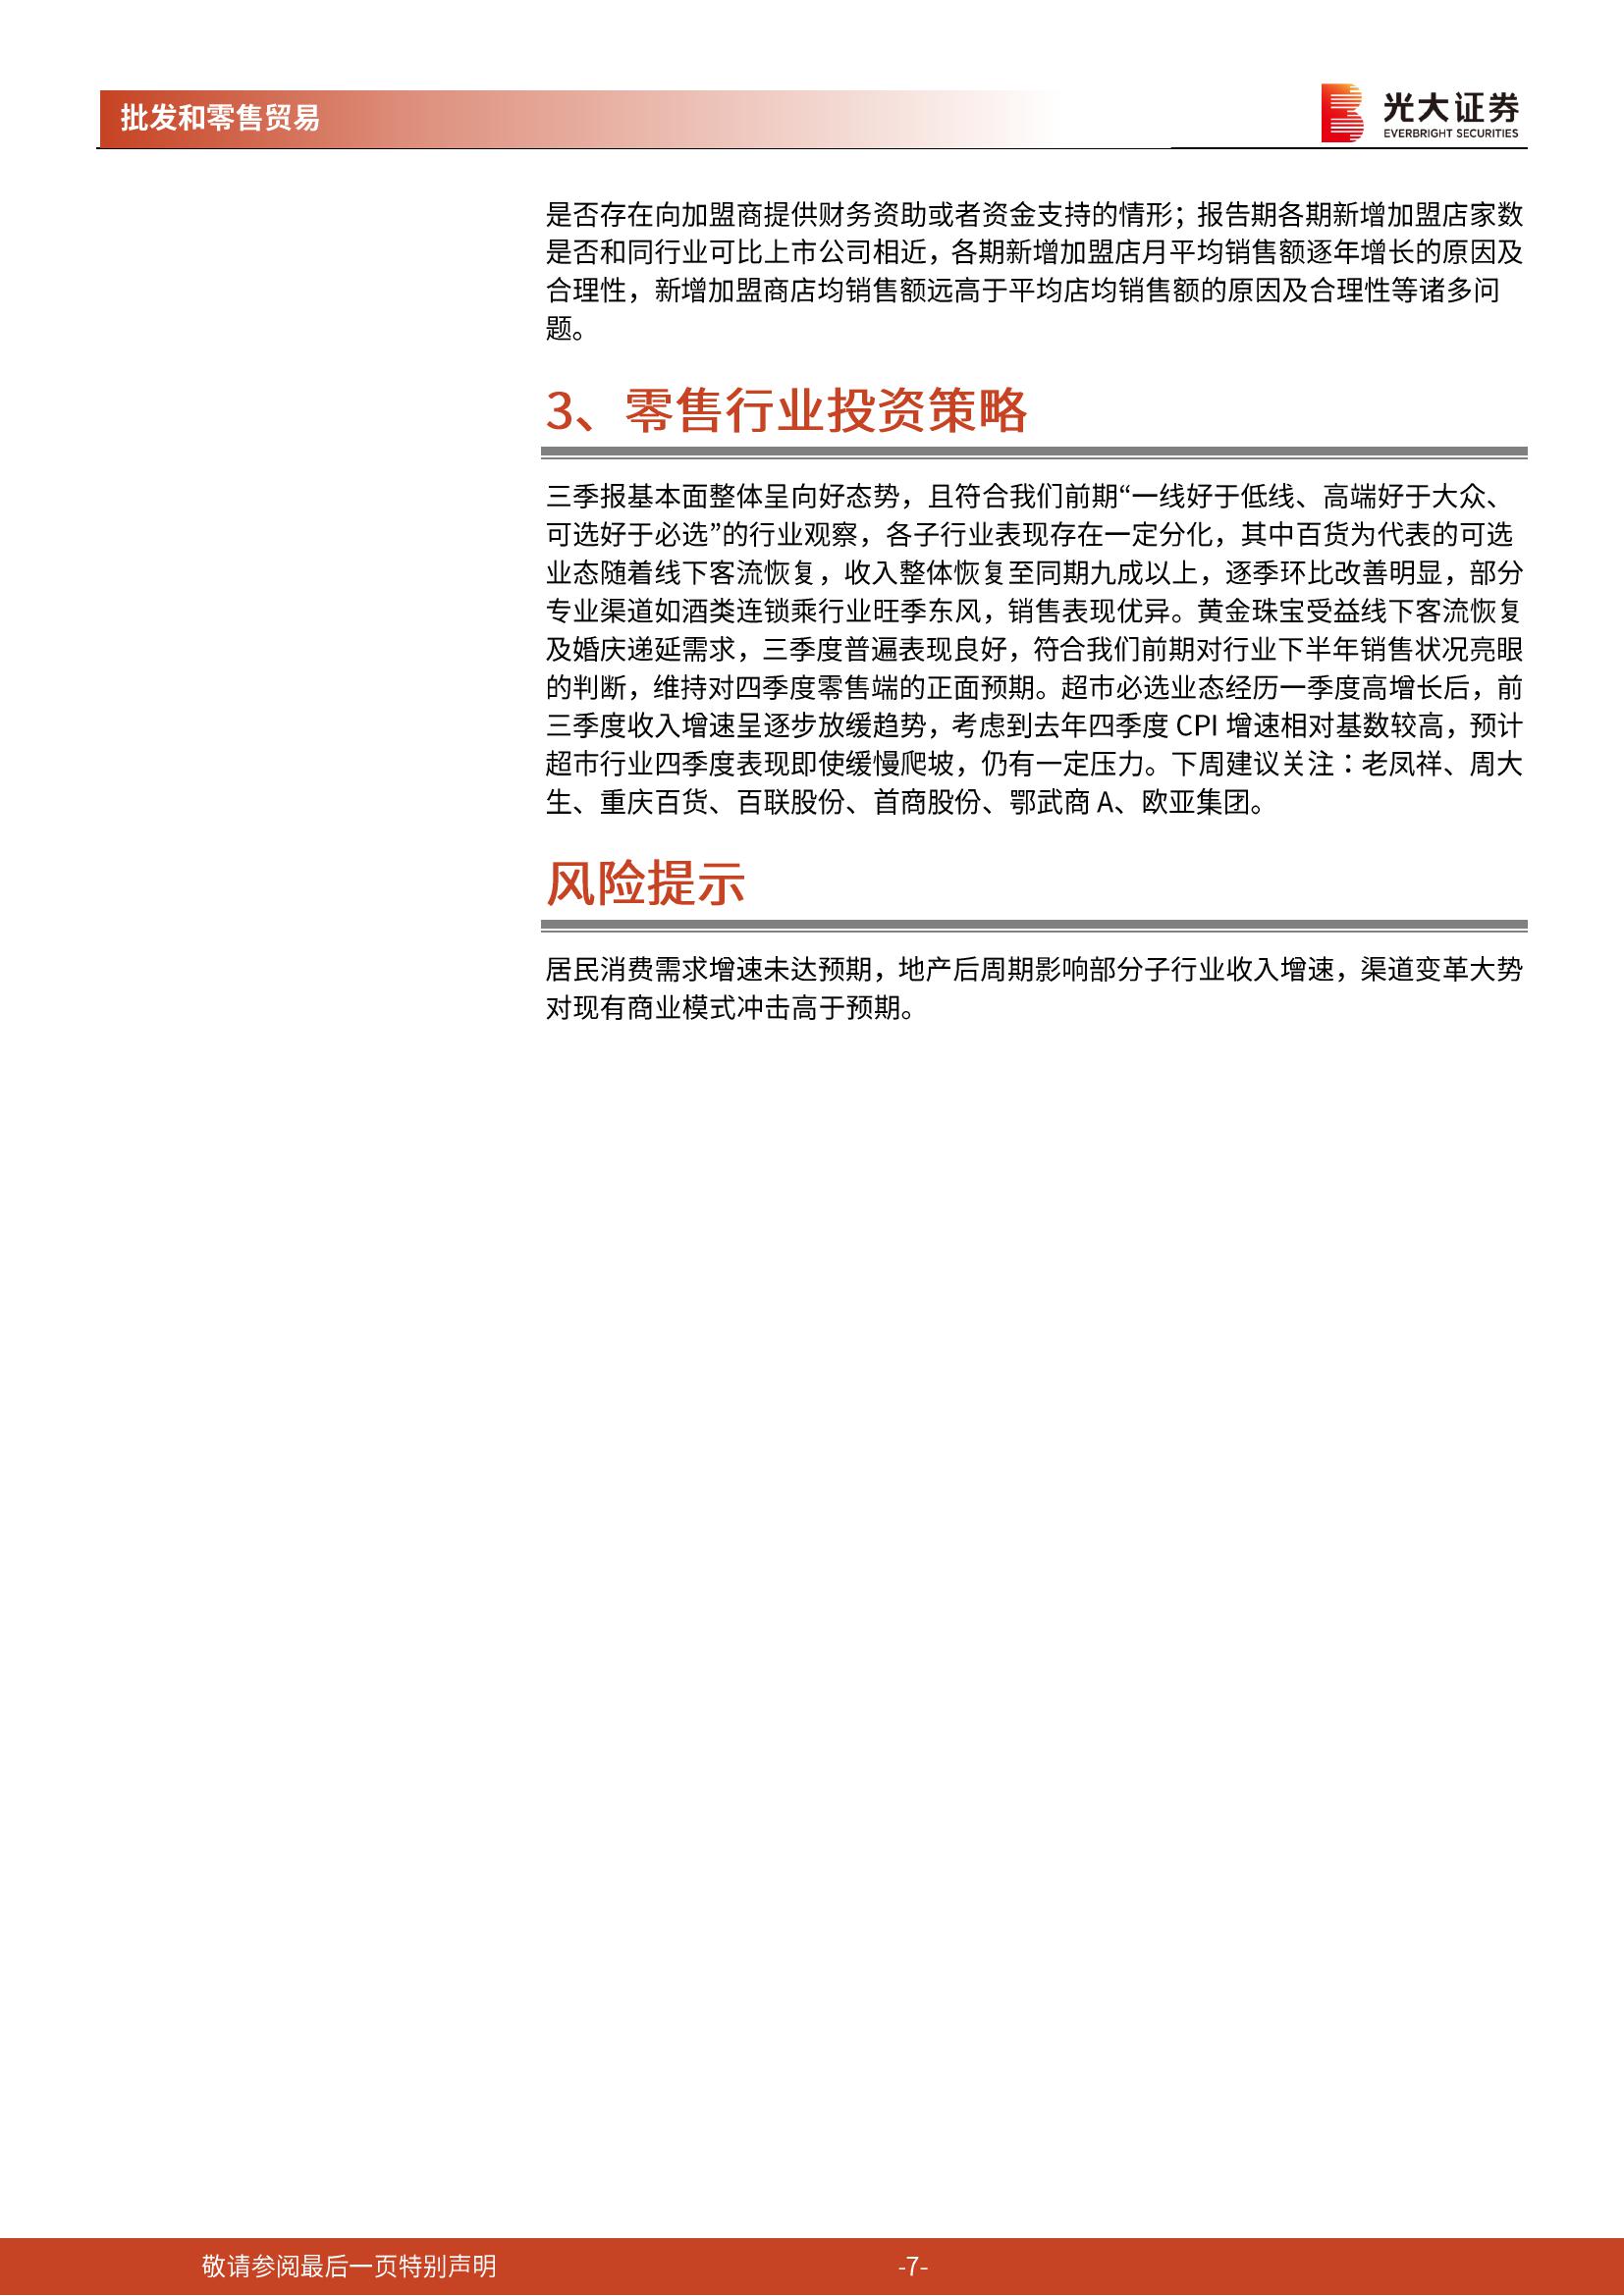 批发和零售贸易
光大证券
EVERBRIGHT SECURITIES
是否存在向加盟商提供财务资助或者资金支持的情形；报告期各期新增加盟店家数
是否和同行业可比上市公司相近，各期新增加盟店月平均销售额逐年增长的原因及
合理性，新增加盟商店均销售额远高于平均店均销售额的原因及合理性等诸多问
题。
3、零售行业投资策略
三季报基本面整体呈向好态势，且符合我们前期“一线好于低线、高端好于大众、
可选好于必选”的行业观察，各子行业表现存在一定分化，其中百货为代表的可选
业态随着线下客流恢复，收入整体恢复至同期九成以上，逐季环比改善明显，部分
专业渠道如酒类连锁乘行业旺季东风，销售表现优异。黄金珠宝受益线下客流恢复
及婚庆递延需求，三季度普遍表现良好，符合我们前期对行业下半年销售状况亮眼
的判断，维持对四季度零售端的正面预期。超市必选业态经历一季度高增长后，前
三季度收入增速呈逐步放缓趋势，考虑到去年四季度 CPI 增速相对基数较高，预计
超市行业四季度表现即使缓慢爬坡，仍有一定压力。下周建议关注：老凤祥、周大
生、重庆百货、百联股份、首商股份、鄂武商 A、欧亚集团。
风险提示
居民消费需求增速未达预期，地产后周期影响部分子行业收入增速，渠道变革大势
对现有商业模式冲击高于预期。
敬请参阅最后一页特别声明
-7-